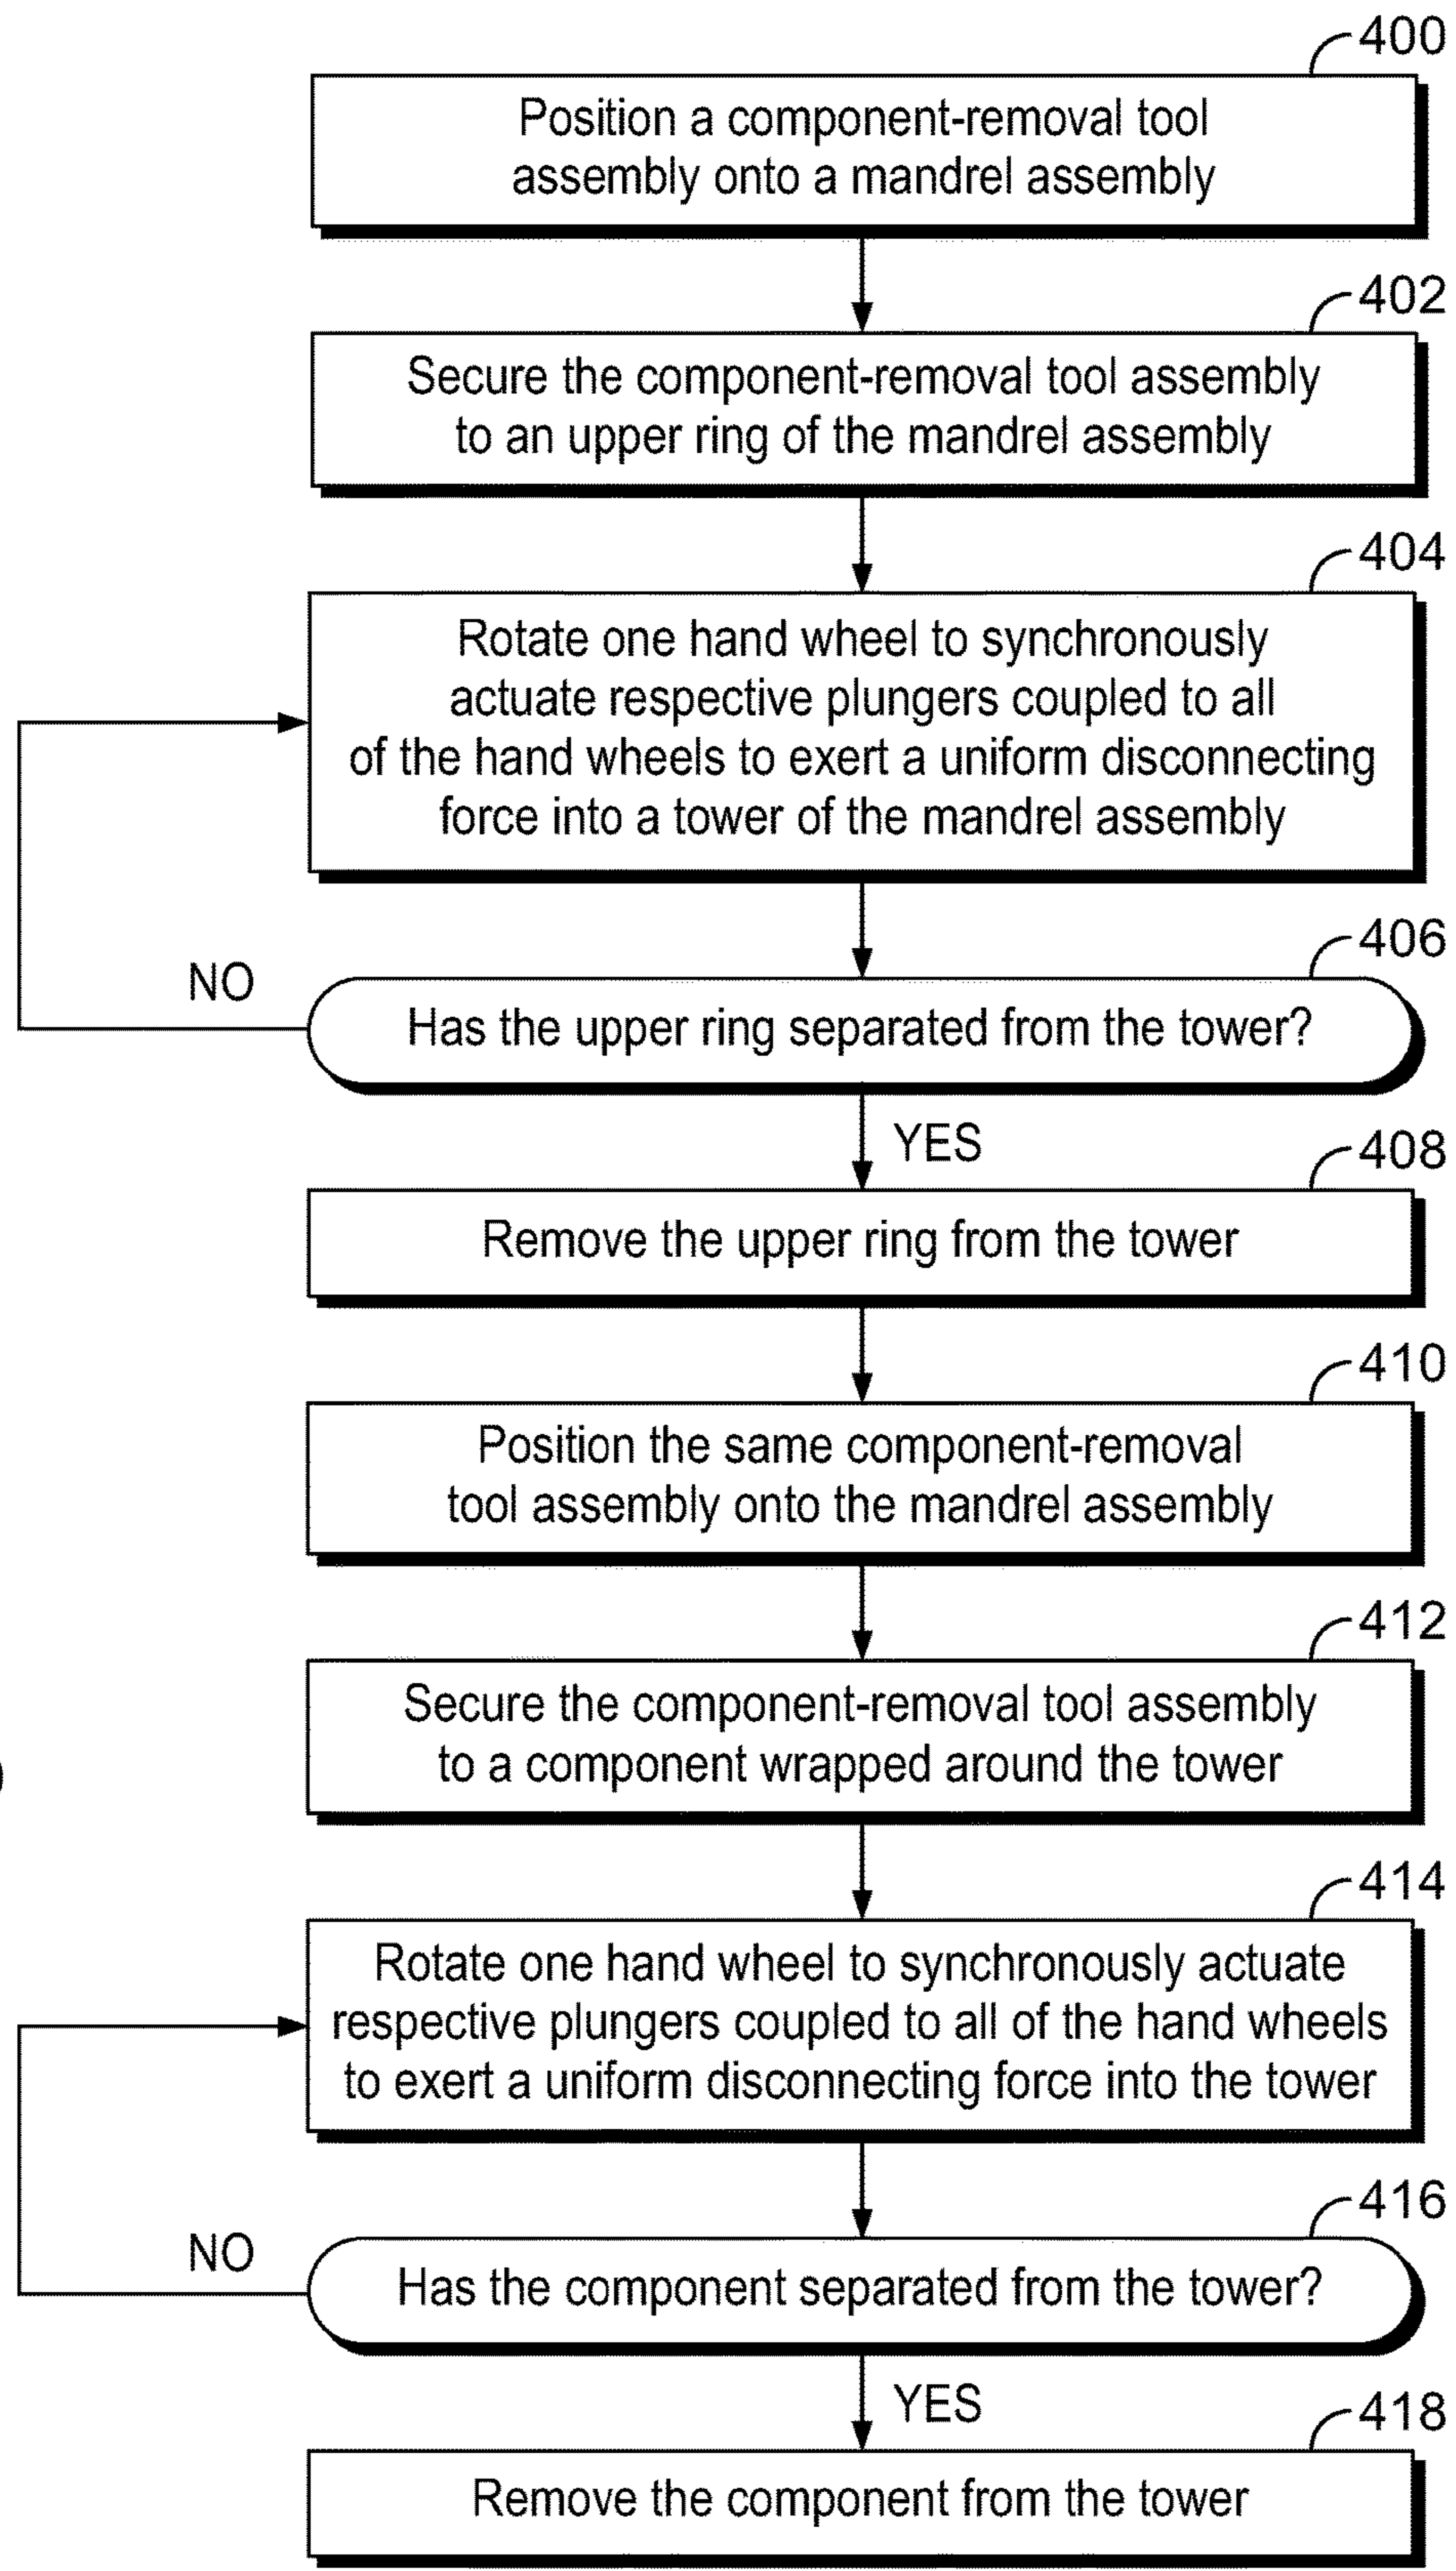 400
Position a component-removal tool
assembly onto a mandrel assembly
402
Secure the component-removal tool assembly
to an upper ring of the mandrel assembly
404
Rotate one hand wheel to synchronously
actuate respective plungers coupled to all
of the hand wheels to exert a uniform disconnecting
force into a tower of the mandrel assembly
406
NO
Has the upper ring separated from the tower?
YES
408
Remove the upper ring from the tower
410
Position the same component-removal
tool assembly onto the mandrel assembly
412
Secure the component-removal tool assembly
to a component wrapped around the tower
414
Rotate one hand wheel to synchronously actuate
respective plungers coupled to all of the hand wheels
to exert a uniform disconnecting force into the tower
416
NO
Has the component separated from the tower?
YES
418
Remove the component from the tower